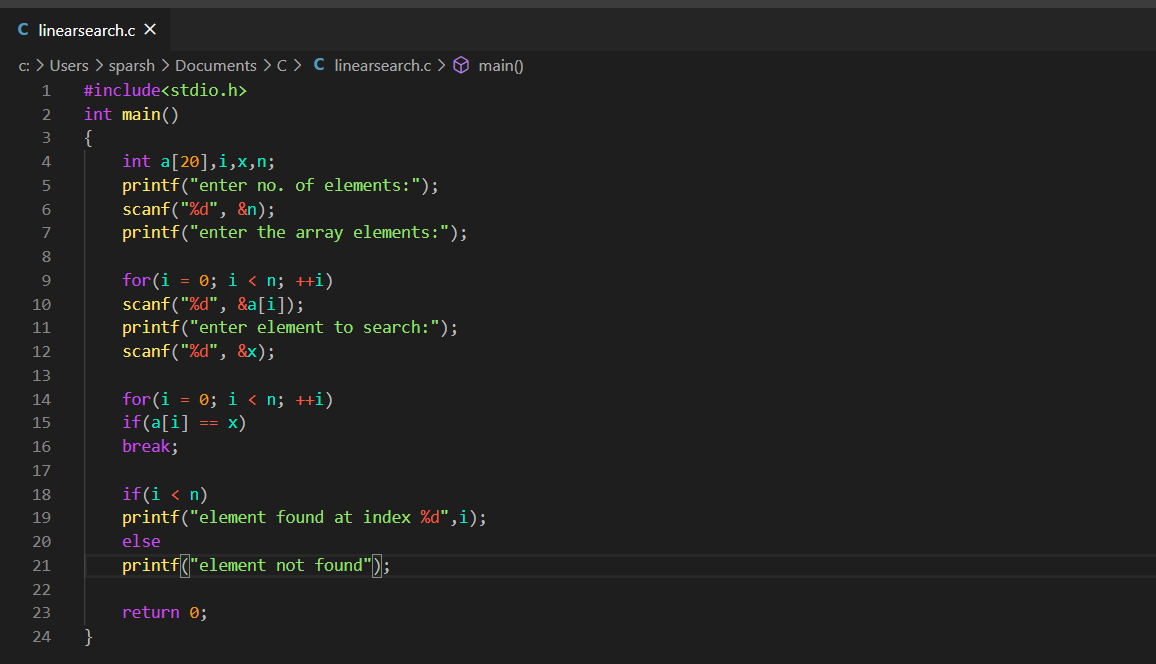 C linearsearch.c ×
c: > Users > sparsh > Documents > C > C linearsearch.c > main()
1 #include<stdio.h>
2 int main()
3 {
4     int a[20],i,x,n;
5     printf("enter no. of elements:");
6     scanf("%d", &n);
7     printf("enter the array elements:");
8
9     for(i = 0; i < n; ++i)
10     scanf("%d", &a[i]);
11     printf("enter element to search:");
12     scanf("%d", &x);
13
14     for(i = 0; i < n; ++i)
15     if(a[i] == x)
16     break;
17
18     if(i < n)
19     printf("element found at index %d",i);
20     else
21     printf("element not found");
22
23     return 0;
24 }